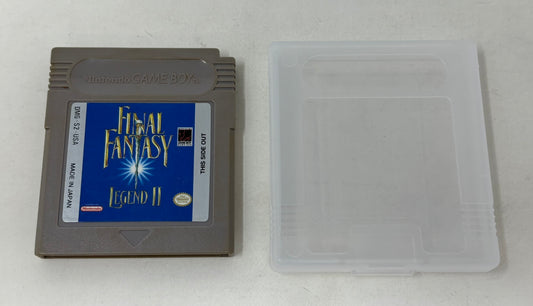 Nintendo GAME BOY
DMG-S2-USA
MADE IN JAPAN
FINAL
FANTASY
LEGEND II
THIS SIDE OUT
Nintendo